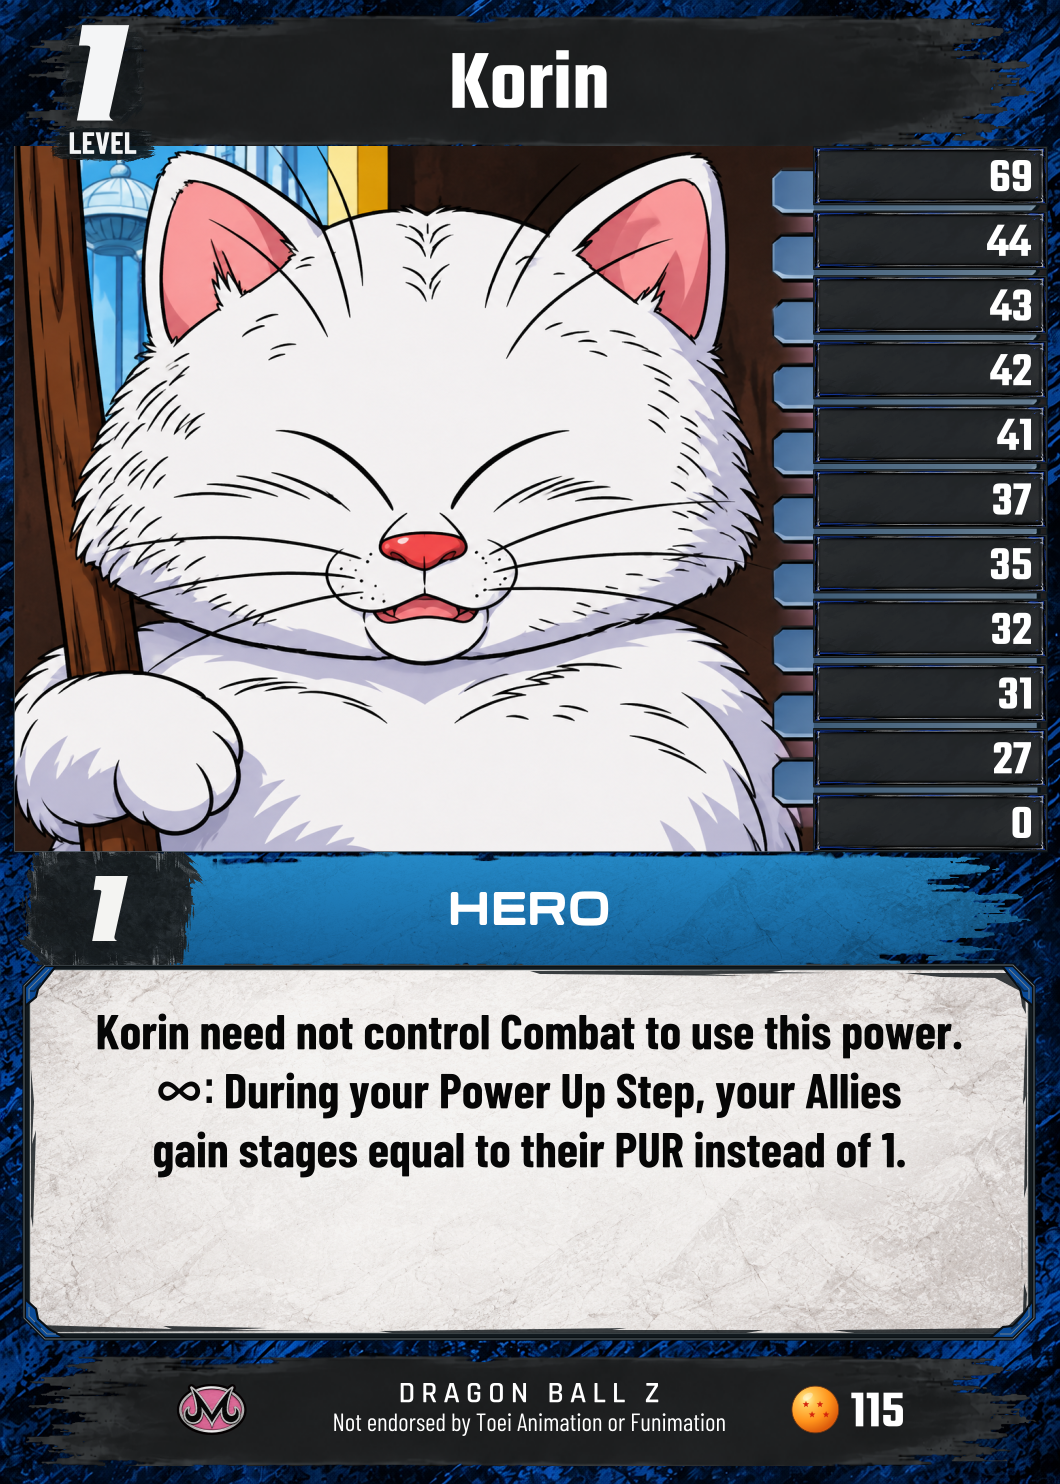 1
LEVEL
Korin
69
44
43
42
41
37
35
32
31
27
0
1
HERO
Korin need not control Combat to use this power.
∞: During your Power Up Step, your Allies
gain stages equal to their PUR instead of 1.
DRAGON BALL Z
Not endorsed by Toei Animation or Funimation
115